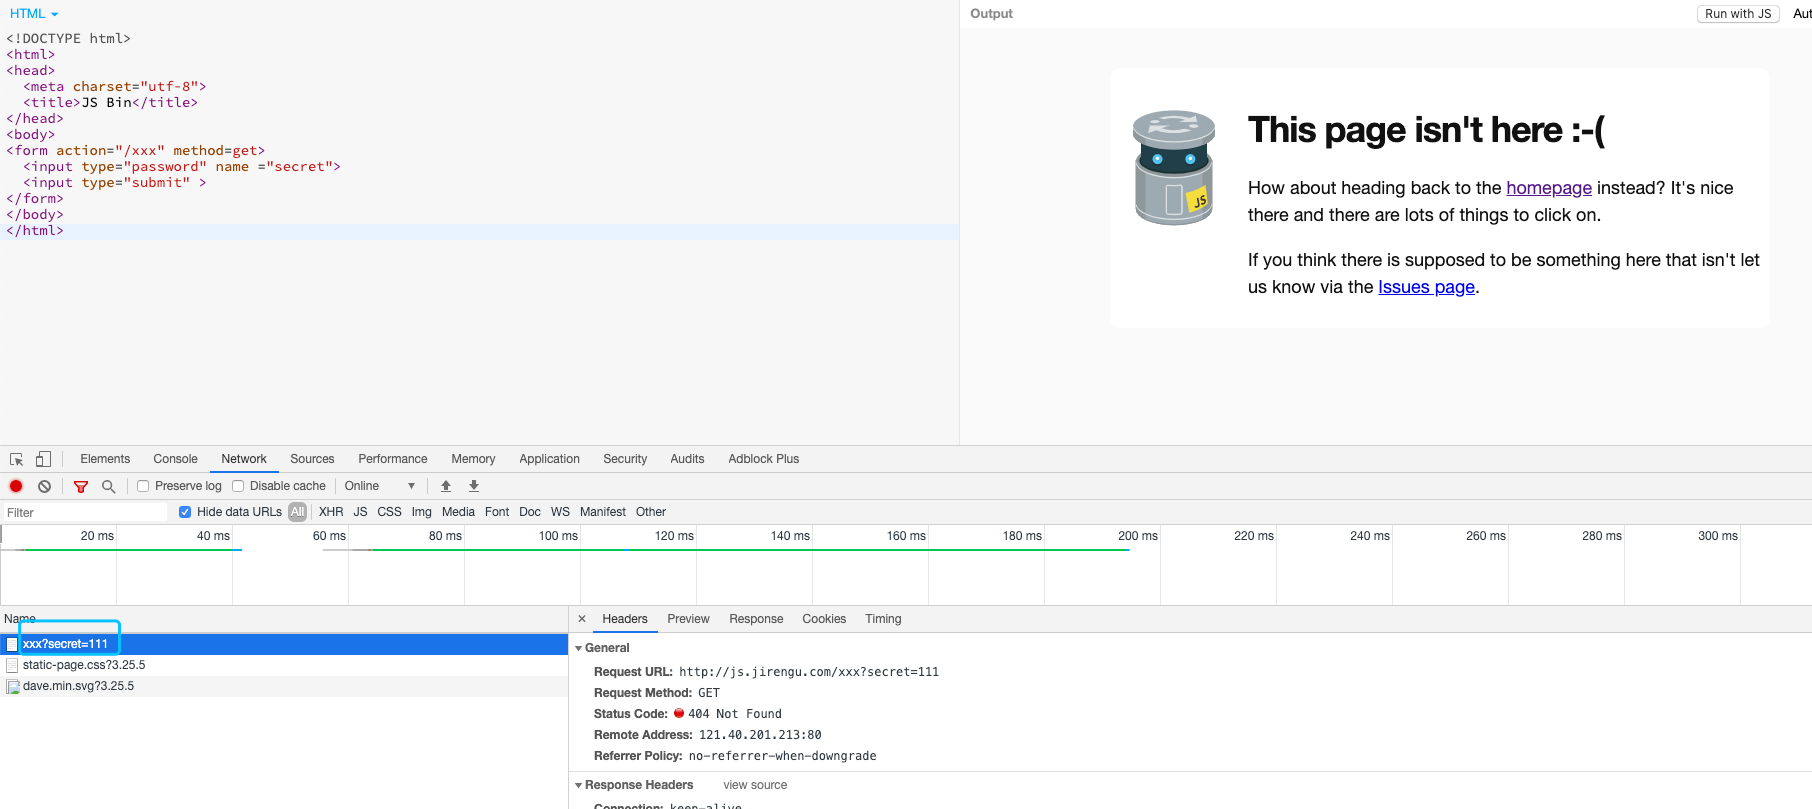 HTML
<!DOCTYPE html>
<html>
<head>
<meta charset="utf-8">
<title>JS Bin</title>
</head>
<body>
<form action="/xxx" method=get>
<input type="password" name ="secret">
<input type="submit" >
</form>
</body>
</html>
Output
Run with JS
Aut
This page isn't here :-(
JS
How about heading back to the homepage instead? It's nice
there and there are lots of things to click on.
If you think there is supposed to be something here that isn't let
us know via the Issues page.
Elements Console Network Sources Performance Memory Application Security Audits Adblock Plus
Preserve log Disable cache Online
Filter Hide data URLs All XHR JS CSS Img Media Font Doc WS Manifest Other
20 ms 40 ms 60 ms 80 ms 100 ms 120 ms 140 ms 160 ms 180 ms 200 ms 220 ms 240 ms 260 ms 280 ms 300 ms
Name
xxx?secret=111
static-page.css?3.25.5
dave.min.svg?3.25.5
× Headers Preview Response Cookies Timing
General
Request URL: http://js.jirengu.com/xxx?secret=111
Request Method: GET
Status Code: 404 Not Found
Remote Address: 121.40.201.213:80
Referrer Policy: no-referrer-when-downgrade
Response Headers view source
Connection: keep-alive